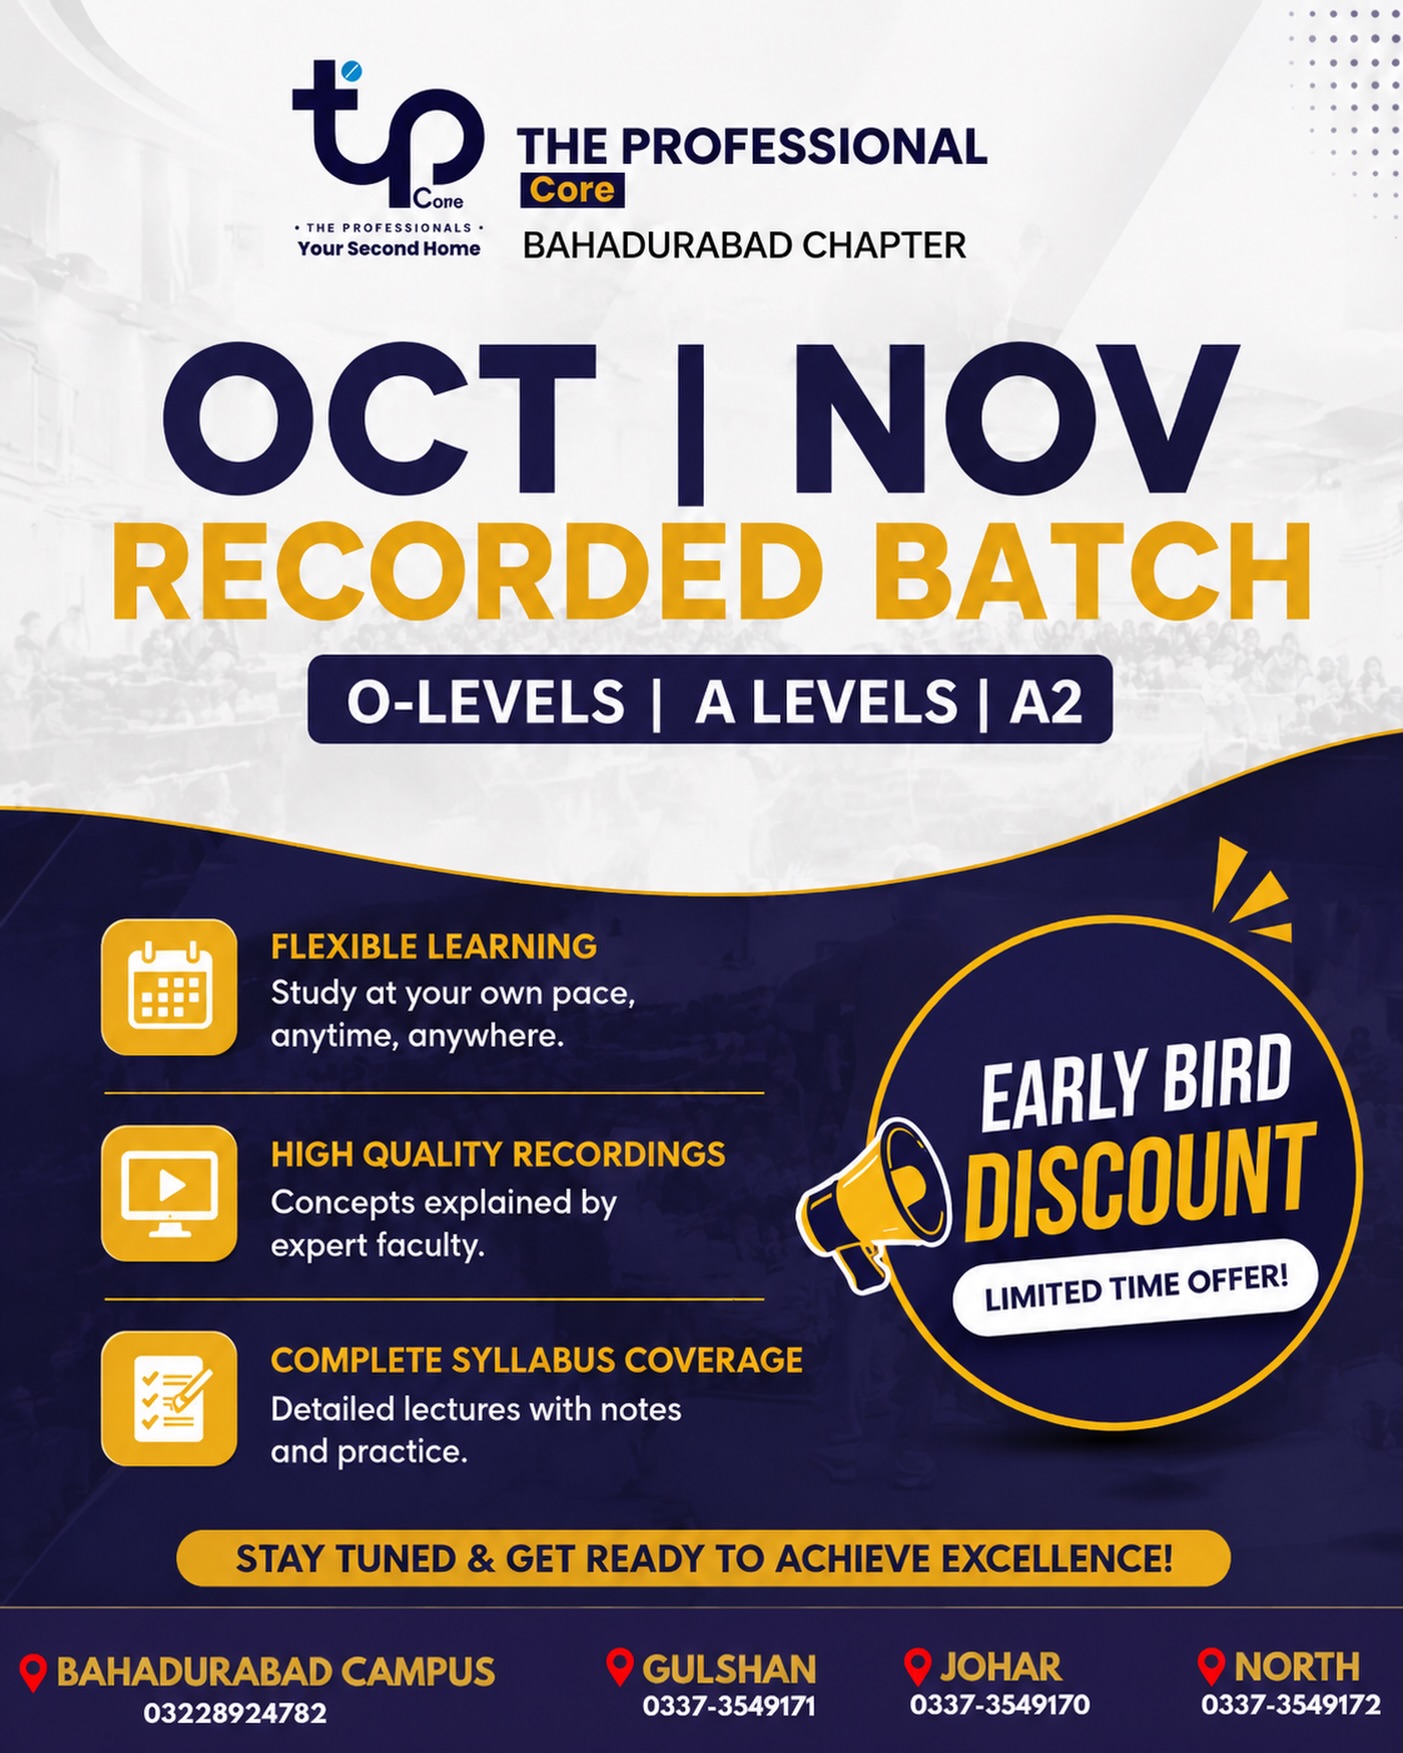 tp
Core
• THE PROFESSIONALS •
Your Second Home
THE PROFESSIONAL
Core
BAHADURABAD CHAPTER
OCT | NOV
RECORDED BATCH
O-LEVELS | A LEVELS | A2
FLEXIBLE LEARNING
Study at your own pace,
anytime, anywhere.
HIGH QUALITY RECORDINGS
Concepts explained by
expert faculty.
COMPLETE SYLLABUS COVERAGE
Detailed lectures with notes
and practice.
EARLY BIRD
DISCOUNT
LIMITED TIME OFFER!
STAY TUNED & GET READY TO ACHIEVE EXCELLENCE!
BAHADURABAD CAMPUS
03228924782
GULSHAN
0337-3549171
JOHAR
0337-3549170
NORTH
0337-3549172